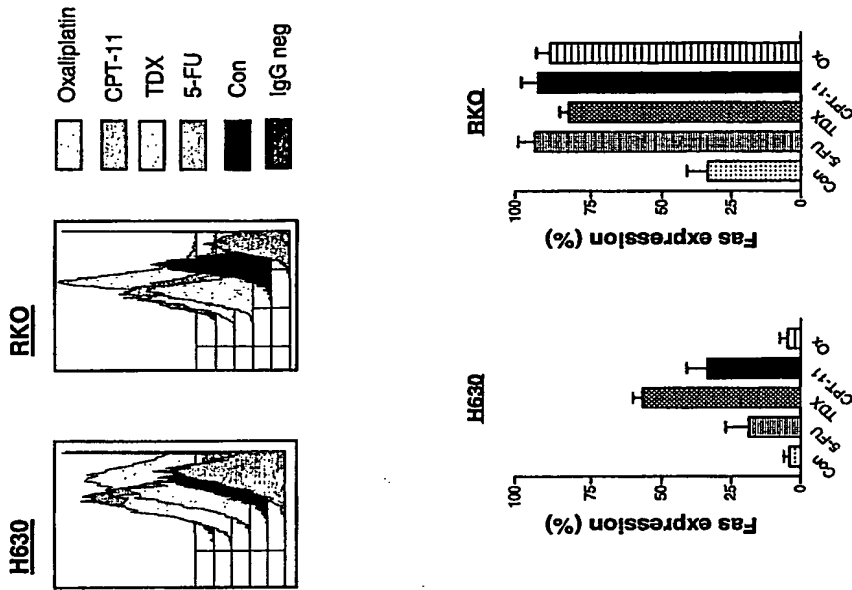 H630
RKO
Oxaliplatin
CPT-11
TDX
5-FU
Con
IgG neg
H630
Fas expression (%)
100
75
50
25
0
Con
5-FU
TDX
CPT-11
Ox
RKO
Fas expression (%)
100
75
50
25
0
Con
5-FU
TDX
CPT-11
Ox